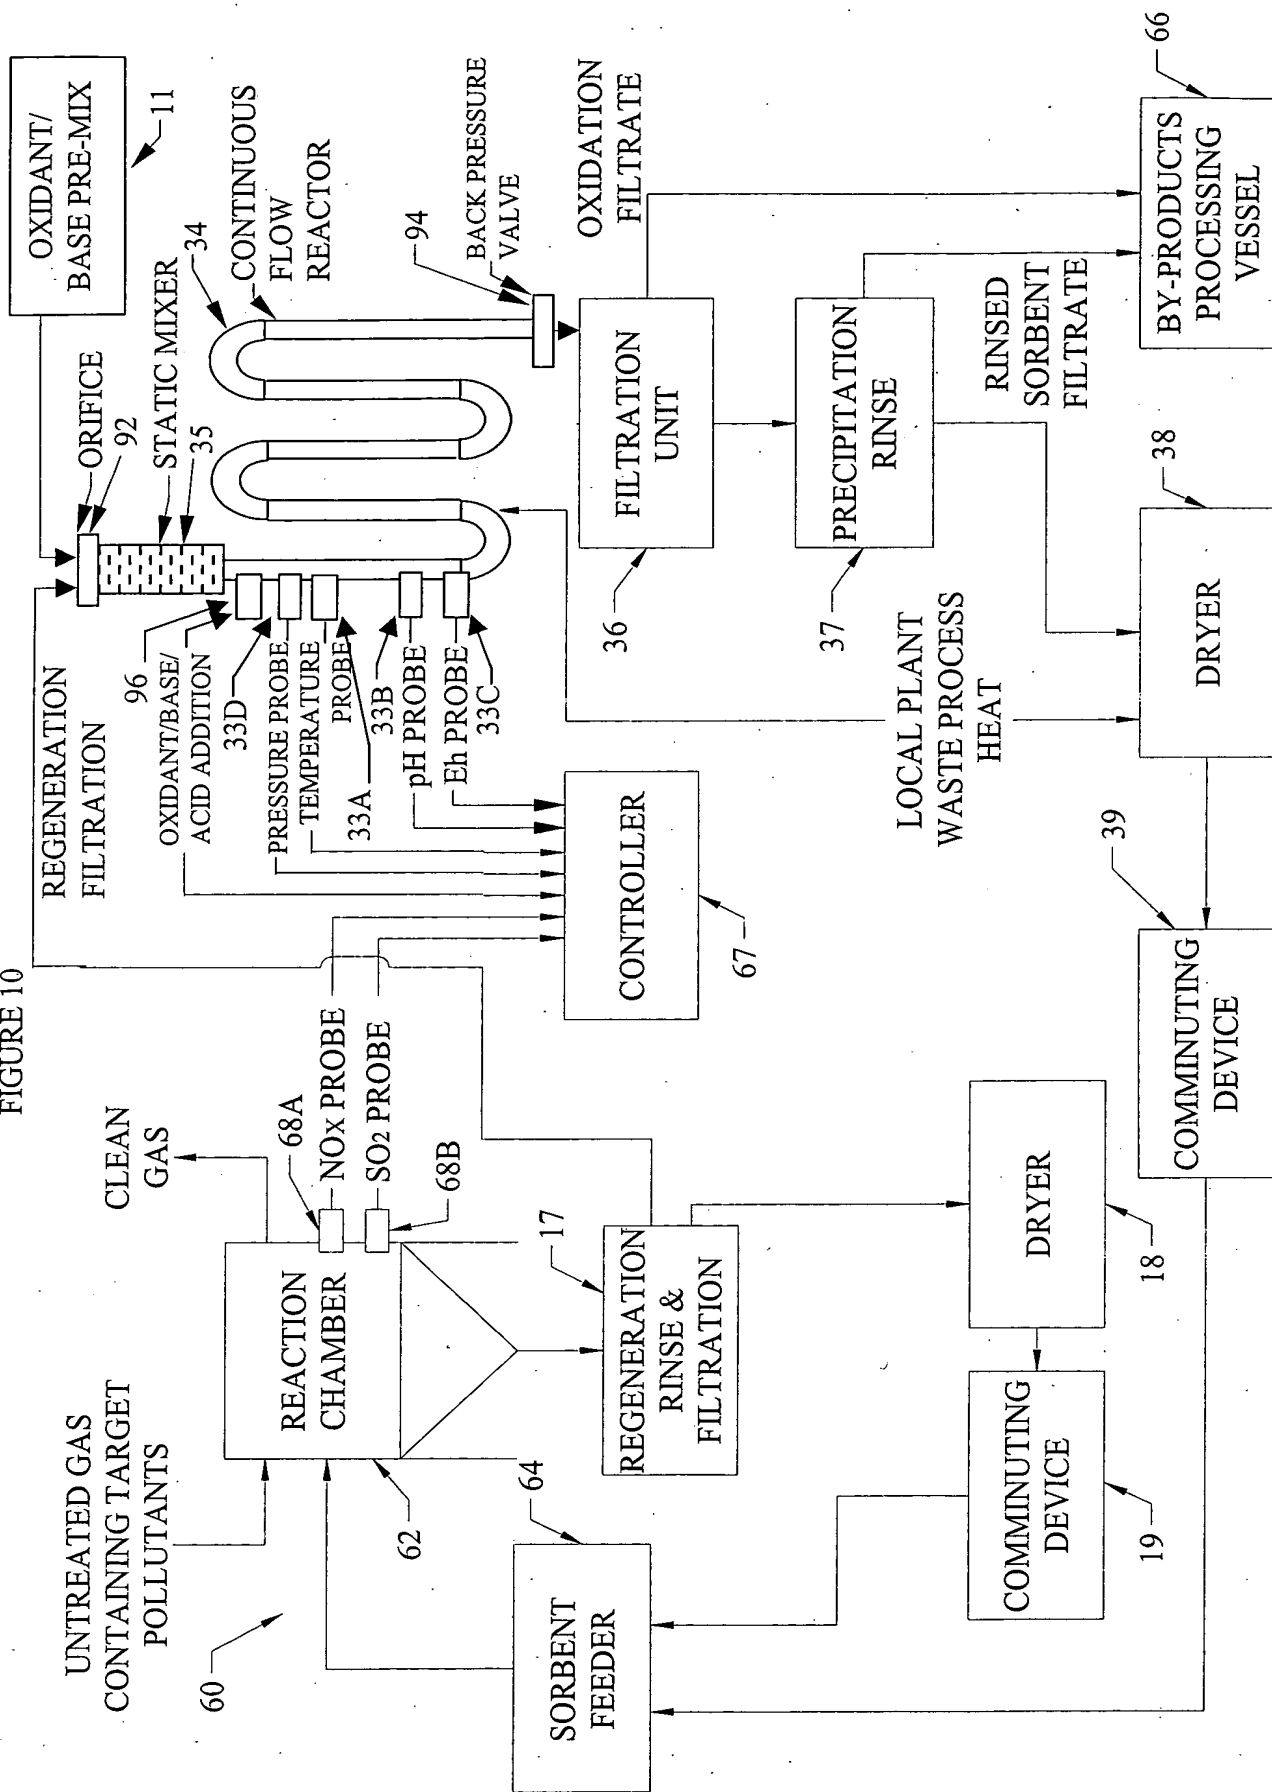 FIGURE 10
UNTREATED GAS
CONTAINING TARGET
POLLUTANTS
60
CLEAN
GAS
REACTION
CHAMBER
62
68A
NOx PROBE
SO2 PROBE
68B
SORBENT
FEEDER
64
REGENERATION
RINSE &
FILTRATION
17
DRYER
18
COMMINUTING
DEVICE
19
REGENERATION
FILTRATION
OXIDANT/
BASE PRE-MIX
11
ORIFICE
92
STATIC MIXER
35
34
CONTINUOUS
FLOW
REACTOR
94
BACK PRESSURE
VALVE
96
OXIDANT/BASE/
ACID ADDITION
33D
PRESSURE PROBE
TEMPERATURE
PROBE
33A
33B
pH PROBE
Eh PROBE
33C
CONTROLLER
67
FILTRATION
UNIT
36
OXIDATION
FILTRATE
PRECIPITATION
RINSE
37
RINSED
SORBENT
FILTRATE
BY-PRODUCTS
PROCESSING
VESSEL
66
LOCAL PLANT
WASTE PROCESS
HEAT
DRYER
38
COMMINUTING
DEVICE
39